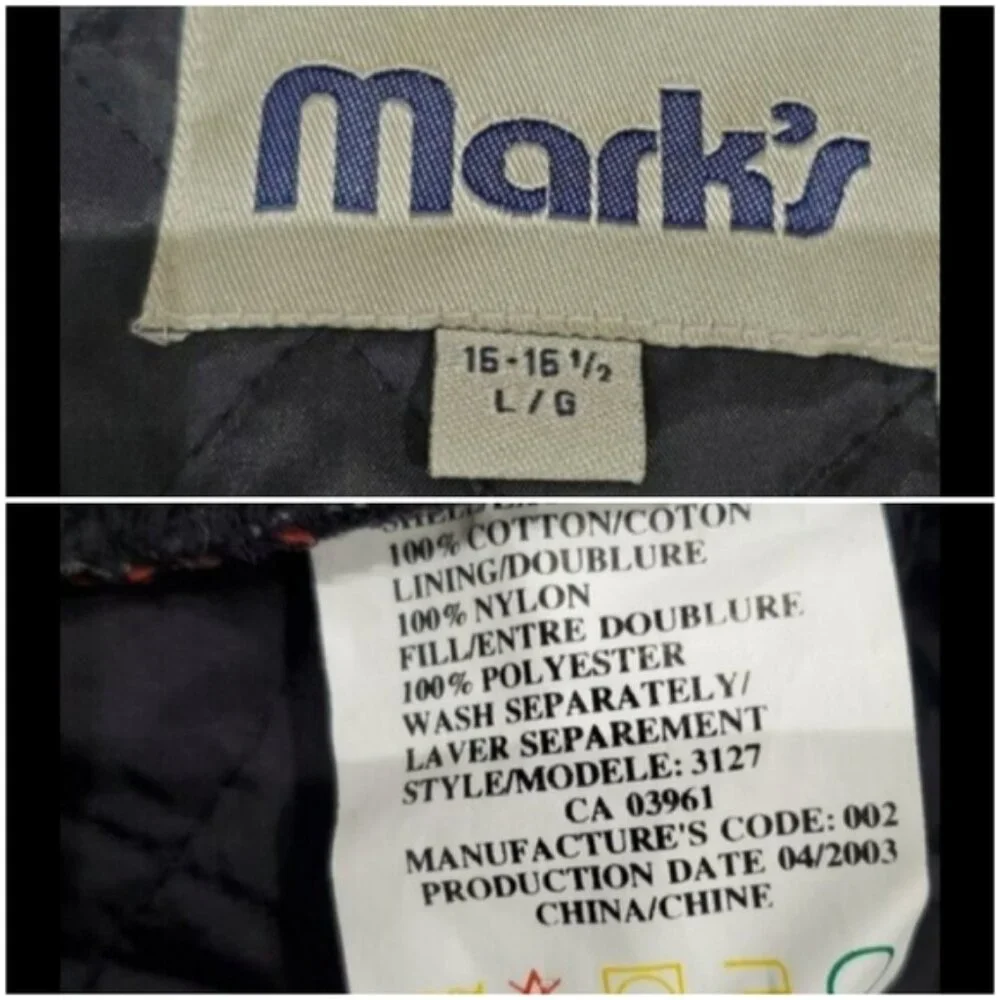 Mark's
16-16 1/2
L/G
100% COTTON/COTON
LINING/DOUBLURE
100% NYLON
FILL/ENTRE DOUBLURE
100% POLYESTER
WASH SEPARATELY/
LAVER SEPAREMENT
STYLE/MODELE: 3127
CA 03961
MANUFACTURE'S CODE: 002
PRODUCTION DATE 04/2003
CHINA/CHINE